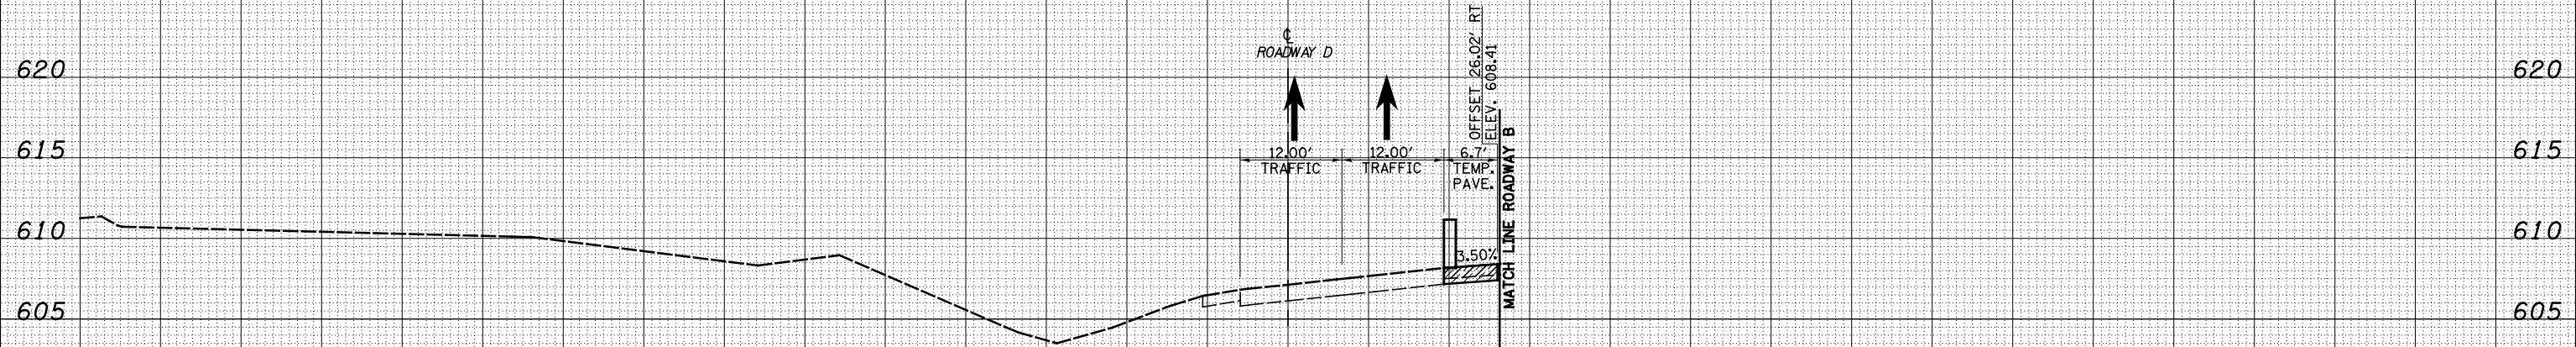 ℄
ROADWAY D
OFFSET 26.02' RT
ELEV. 608.41
620
620
615
12.00'
TRAFFIC
12.00'
TRAFFIC
6.7'
TEMP.
PAVE.
615
MATCH LINE ROADWAY B
610
3.50%
610
605
605